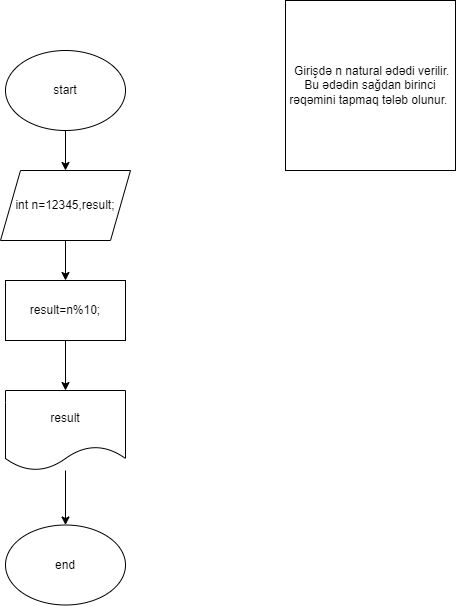 start
int n=12345,result;
result=n%10;
result
end
Girişdə n natural ədədi verilir.
Bu ədədin sağdan birinci
rəqəmini tapmaq tələb olunur.